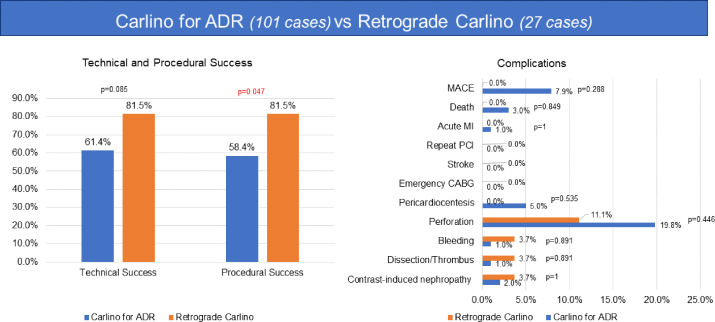 Carlino for ADR (101 cases) vs Retrograde Carlino (27 cases)
Technical and Procedural Success
p=0.085
p=0.047
90.0%
80.0%
70.0%
60.0%
50.0%
40.0%
30.0%
20.0%
10.0%
0.0%
61.4%
81.5%
58.4%
81.5%
Technical Success
Procedural Success
Carlino for ADR
Retrograde Carlino
Complications
MACE
0.0%
7.9%
p=0.288
Death
0.0%
3.0%
p=0.849
Acute MI
0.0%
1.0%
p=1
Repeat PCI
0.0%
0.0%
Stroke
0.0%
0.0%
Emergency CABG
0.0%
0.0%
Pericardiocentesis
0.0%
5.0%
p=0.535
Perforation
11.1%
19.8%
p=0.446
Bleeding
3.7%
1.0%
p=0.891
Dissection/Thrombus
3.7%
1.0%
p=0.891
Contrast-induced nephropathy
3.7%
2.0%
p=1
0.0%
5.0%
10.0%
15.0%
20.0%
25.0%
Retrograde Carlino
Carlino for ADR